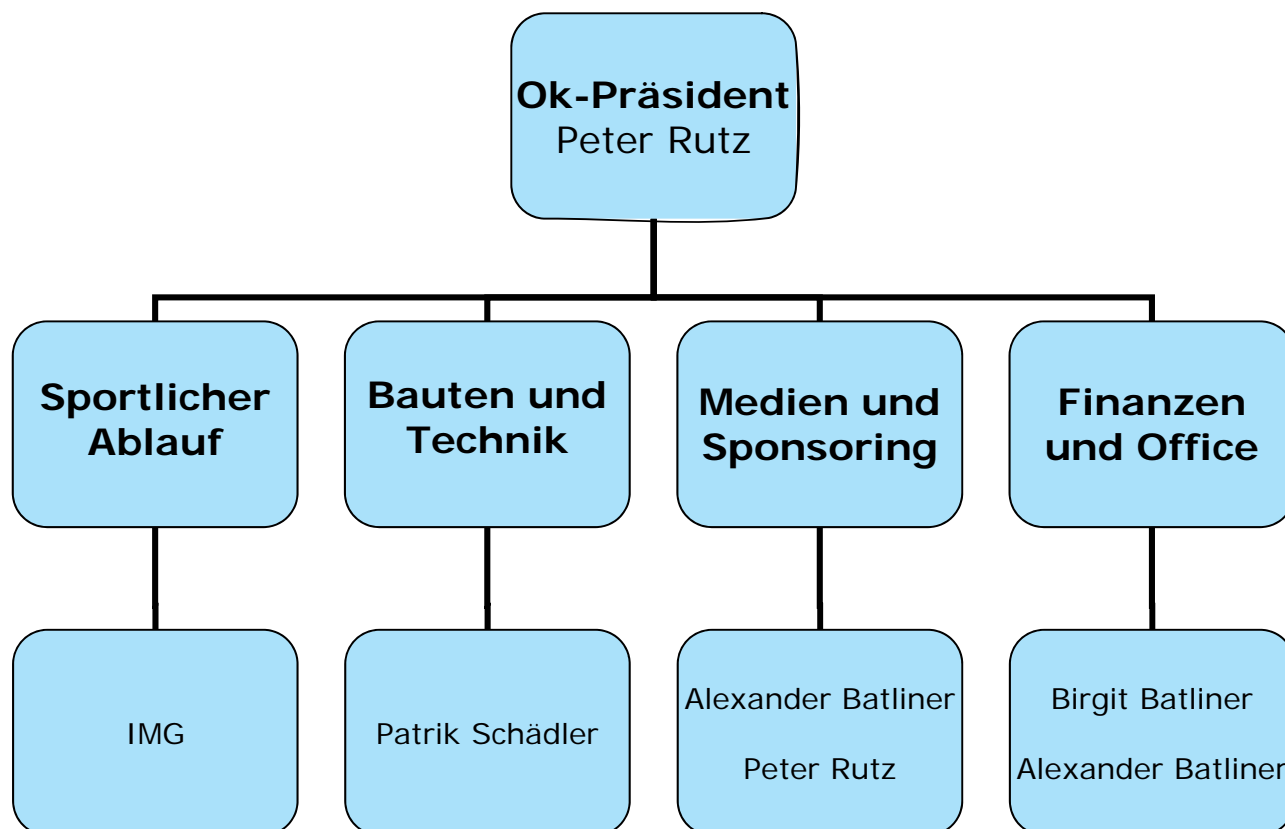 Ok-Präsident
Peter Rutz
Sportlicher
Ablauf
Bauten und
Technik
Medien und
Sponsoring
Finanzen
und Office
IMG
Patrik Schädler
Alexander Batliner
Peter Rutz
Birgit Batliner
Alexander Batliner